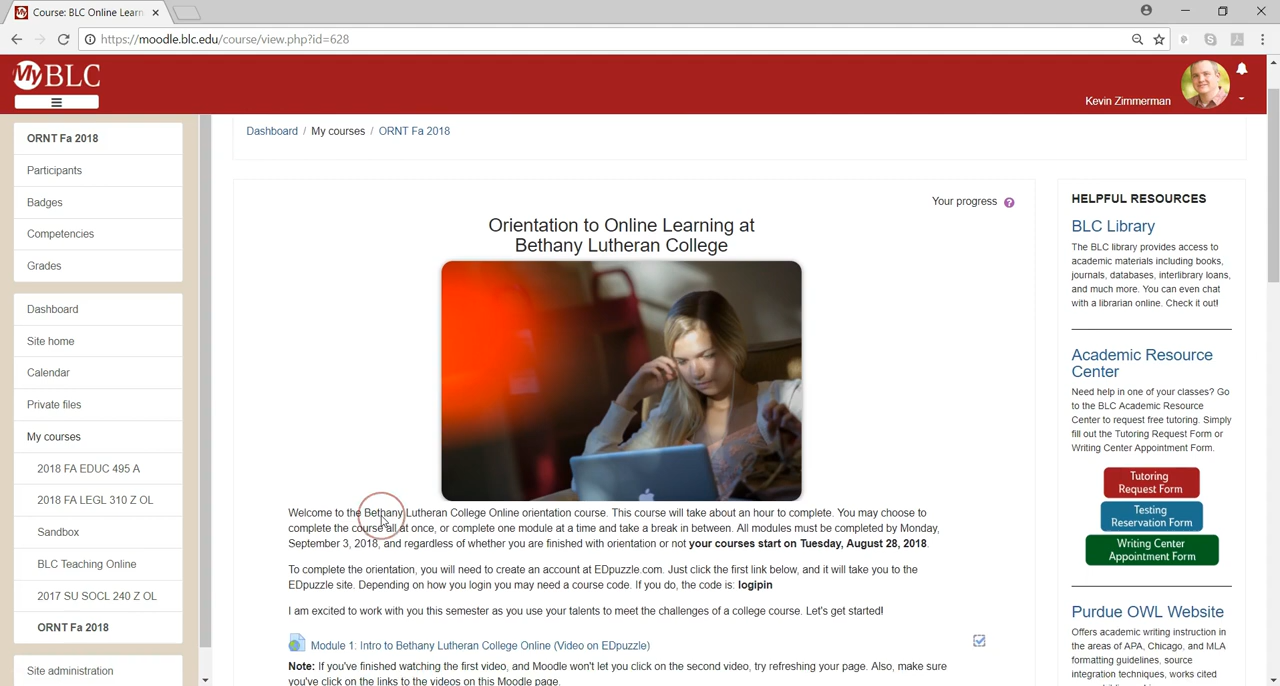 Course: BLC Online Learn
https://moodle.blc.edu/course/view.php?id=628
My BLC
Kevin Zimmerman
ORNT Fa 2018
Participants
Badges
Competencies
Grades
Dashboard
Site home
Calendar
Private files
My courses
2018 FA EDUC 495 A
2018 FA LEGL 310 Z OL
Sandbox
BLC Teaching Online
2017 SU SOCL 240 Z OL
ORNT Fa 2018
Site administration
Dashboard / My courses / ORNT Fa 2018
Your progress
Orientation to Online Learning at
Bethany Lutheran College
Welcome to the Bethany Lutheran College Online orientation course. This course will take about an hour to complete. You may choose to
complete the course all at once, or complete one module at a time and take a break in between. All modules must be completed by Monday,
September 3, 2018, and regardless of whether you are finished with orientation or not your courses start on Tuesday, August 28, 2018.
To complete the orientation, you will need to create an account at EDpuzzle.com. Just click the first link below, and it will take you to the
EDpuzzle site. Depending on how you login you may need a course code. If you do, the code is: logipin
I am excited to work with you this semester as you use your talents to meet the challenges of a college course. Let's get started!
Module 1: Intro to Bethany Lutheran College Online (Video on EDpuzzle)
Note: If you've finished watching the first video, and Moodle won't let you click on the second video, try refreshing your page. Also, make sure
you've click on the links to the videos on this Moodle page.
HELPFUL RESOURCES
BLC Library
The BLC library provides access to
academic materials including books,
journals, databases, interlibrary loans,
and much more. You can even chat
with a librarian online. Check it out!
Academic Resource
Center
Need help in one of your classes? Go
to the BLC Academic Resource
Center to request free tutoring. Simply
fill out the Tutoring Request Form or
Writing Center Appointment Form.
Tutoring
Request Form
Testing
Reservation Form
Writing Center
Appointment Form
Purdue OWL Website
Offers academic writing instruction in
the areas of APA, Chicago, and MLA
formatting guidelines, source
integration techniques, works cited